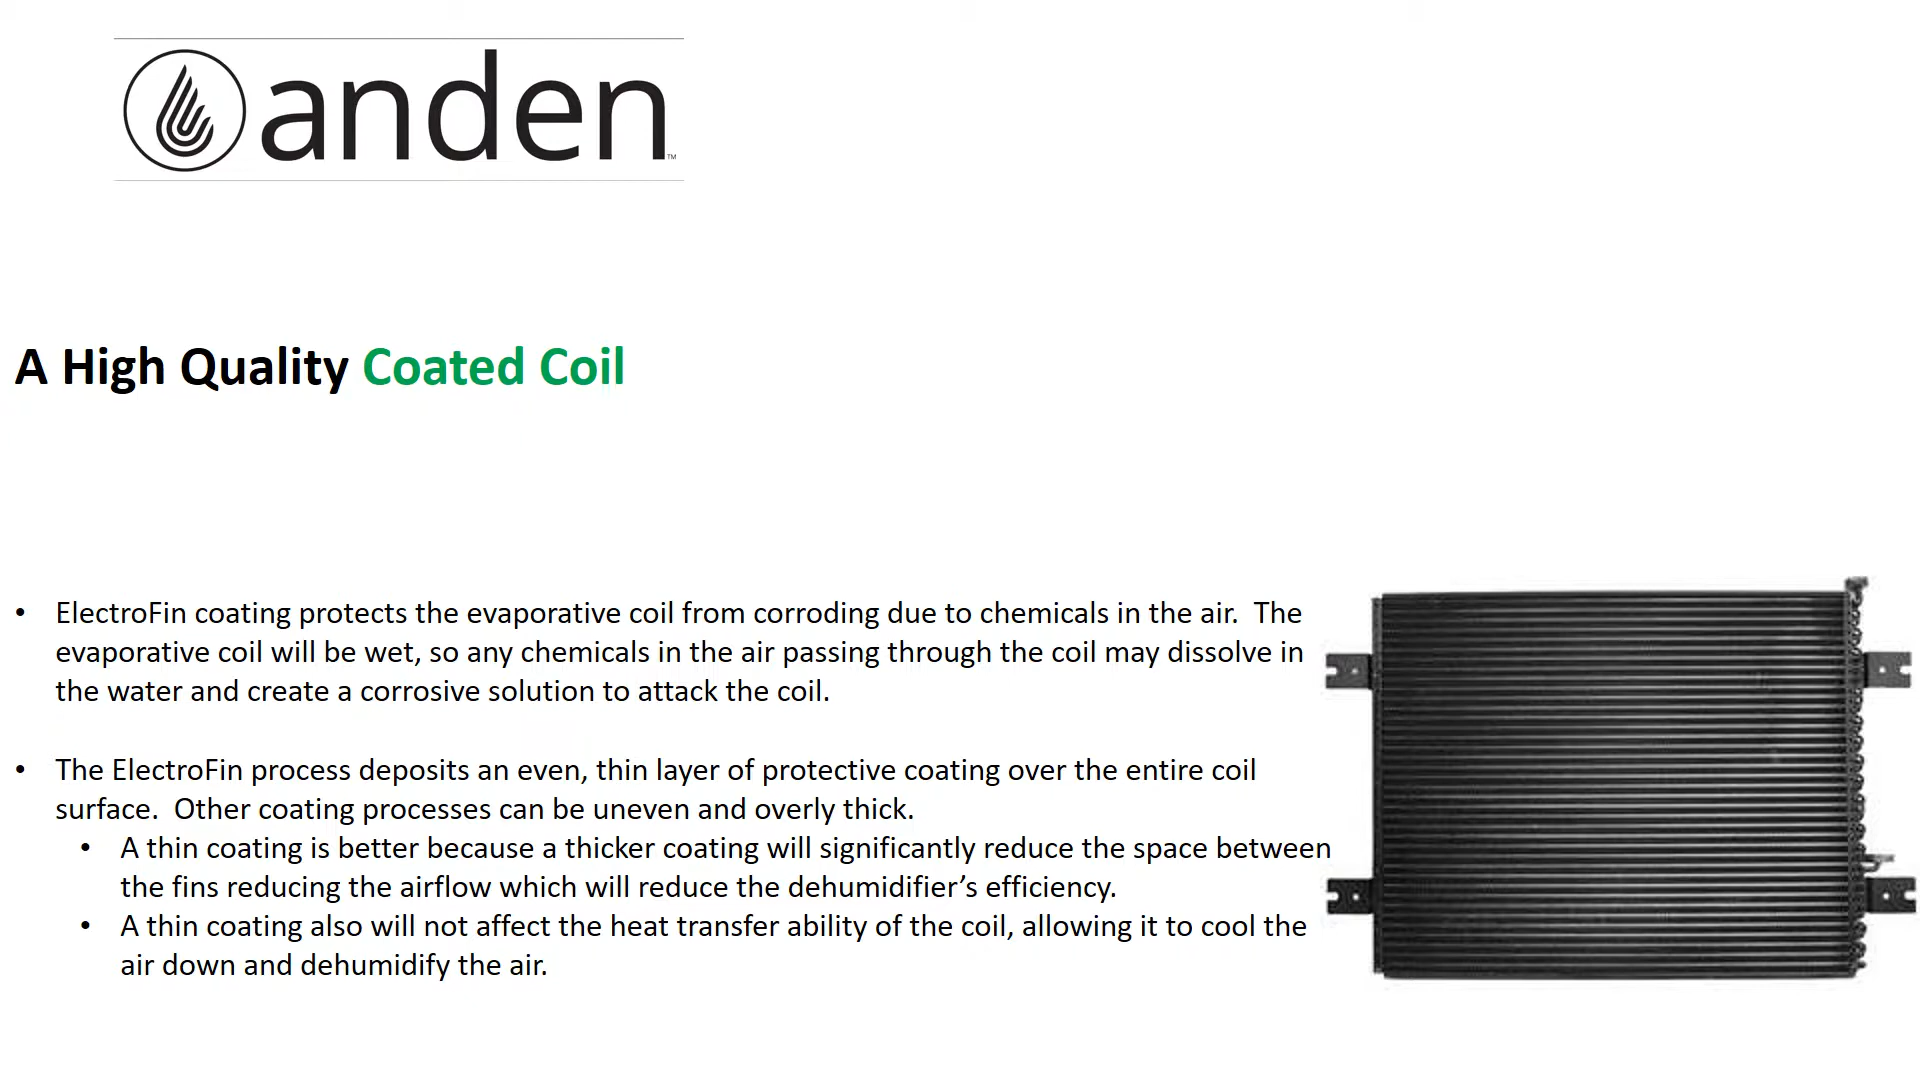 anden™
A High Quality Coated Coil
• ElectroFin coating protects the evaporative coil from corroding due to chemicals in the air.  The
evaporative coil will be wet, so any chemicals in the air passing through the coil may dissolve in
the water and create a corrosive solution to attack the coil.
• The ElectroFin process deposits an even, thin layer of protective coating over the entire coil
surface.  Other coating processes can be uneven and overly thick.
• A thin coating is better because a thicker coating will significantly reduce the space between
the fins reducing the airflow which will reduce the dehumidifier’s efficiency.
• A thin coating also will not affect the heat transfer ability of the coil, allowing it to cool the
air down and dehumidify the air.